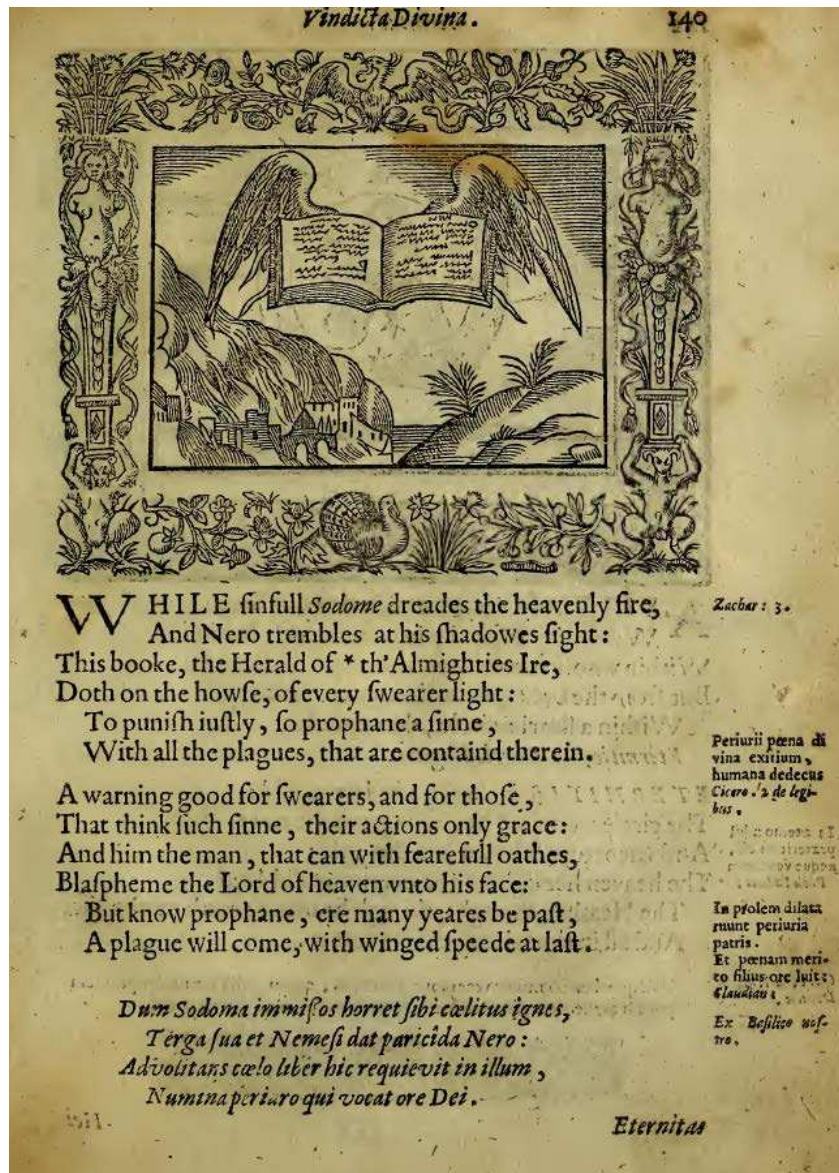 Vindicta Divina.
140
WHILE ſinfull Sodome dreades the heavenly fire,
And Nero trembles at his ſhadowes ſight:
This booke, the Herald of * th'Almighties Ire,
Doth on the howſe, of every ſwearer light:
To puniſh iuſtly, ſo prophane a ſinne,
With all the plagues, that are containd therein.
A warning good for ſwearers, and for thoſe,
That think ſuch ſinne, their actions only grace:
And him the man, that can with fearefull oathes,
Blaſpheme the Lord of heaven vnto his face:
But know prophane, ere many yeares be paſt,
A plague will come, with winged ſpeede at laſt.
Dum Sodoma immiſſos horret ſibi cœlitus ignes,
Terga ſua et Nemeſi dat paricida Nero:
Advolitans cœlo liber hic requievit in illum,
Numina periuro qui vocat ore Dei.
Zachar: 3.
Periurii pœna di
vina exitium,
humana dedecus
Cicero. 2 de legi-
bus.
In prolem dilata
ruunt periuria
patris.
Et pœnam meri-
to filius ore luit:
Claudian:
Ex Baſilico noſ-
tro.
Eternitas